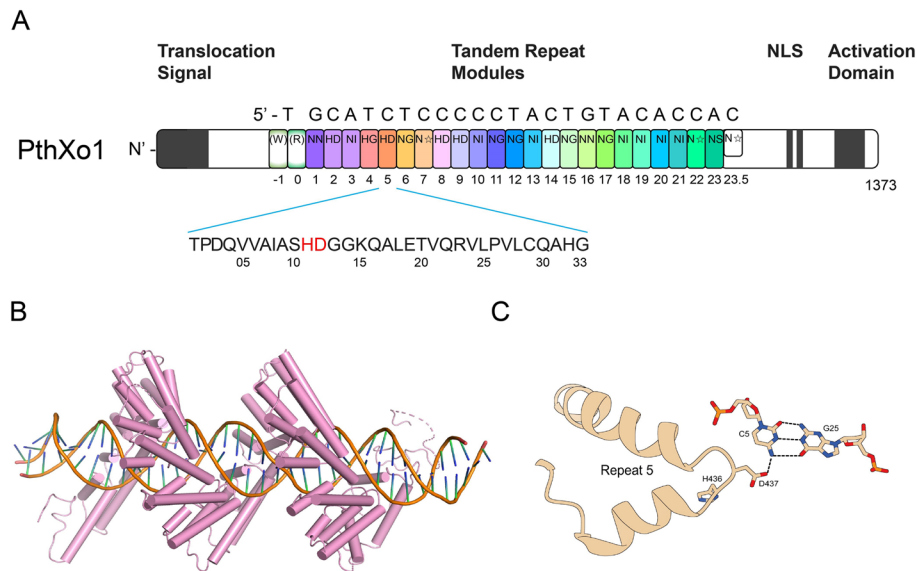 A
Translocation Signal
Tandem Repeat Modules
NLS
Activation Domain
5' - T G C A T C T C C C C C T A C T G T A C A C C A C
PthXo1
N' -
(W) (R) NN HD NI HG HD NG N☆ HD HD NI NG NG NI HD NG NN NG NI NI NI NI N☆ NS N☆
-1 0 1 2 3 4 5 6 7 8 9 10 11 12 13 14 15 16 17 18 19 20 21 22 23 23.5
1373
TPDQVVAIASHDGGKQALETVQRVLPVLCQAHG
05 10 15 20 25 30 33
B
C
C5
G25
Repeat 5
H436
D437